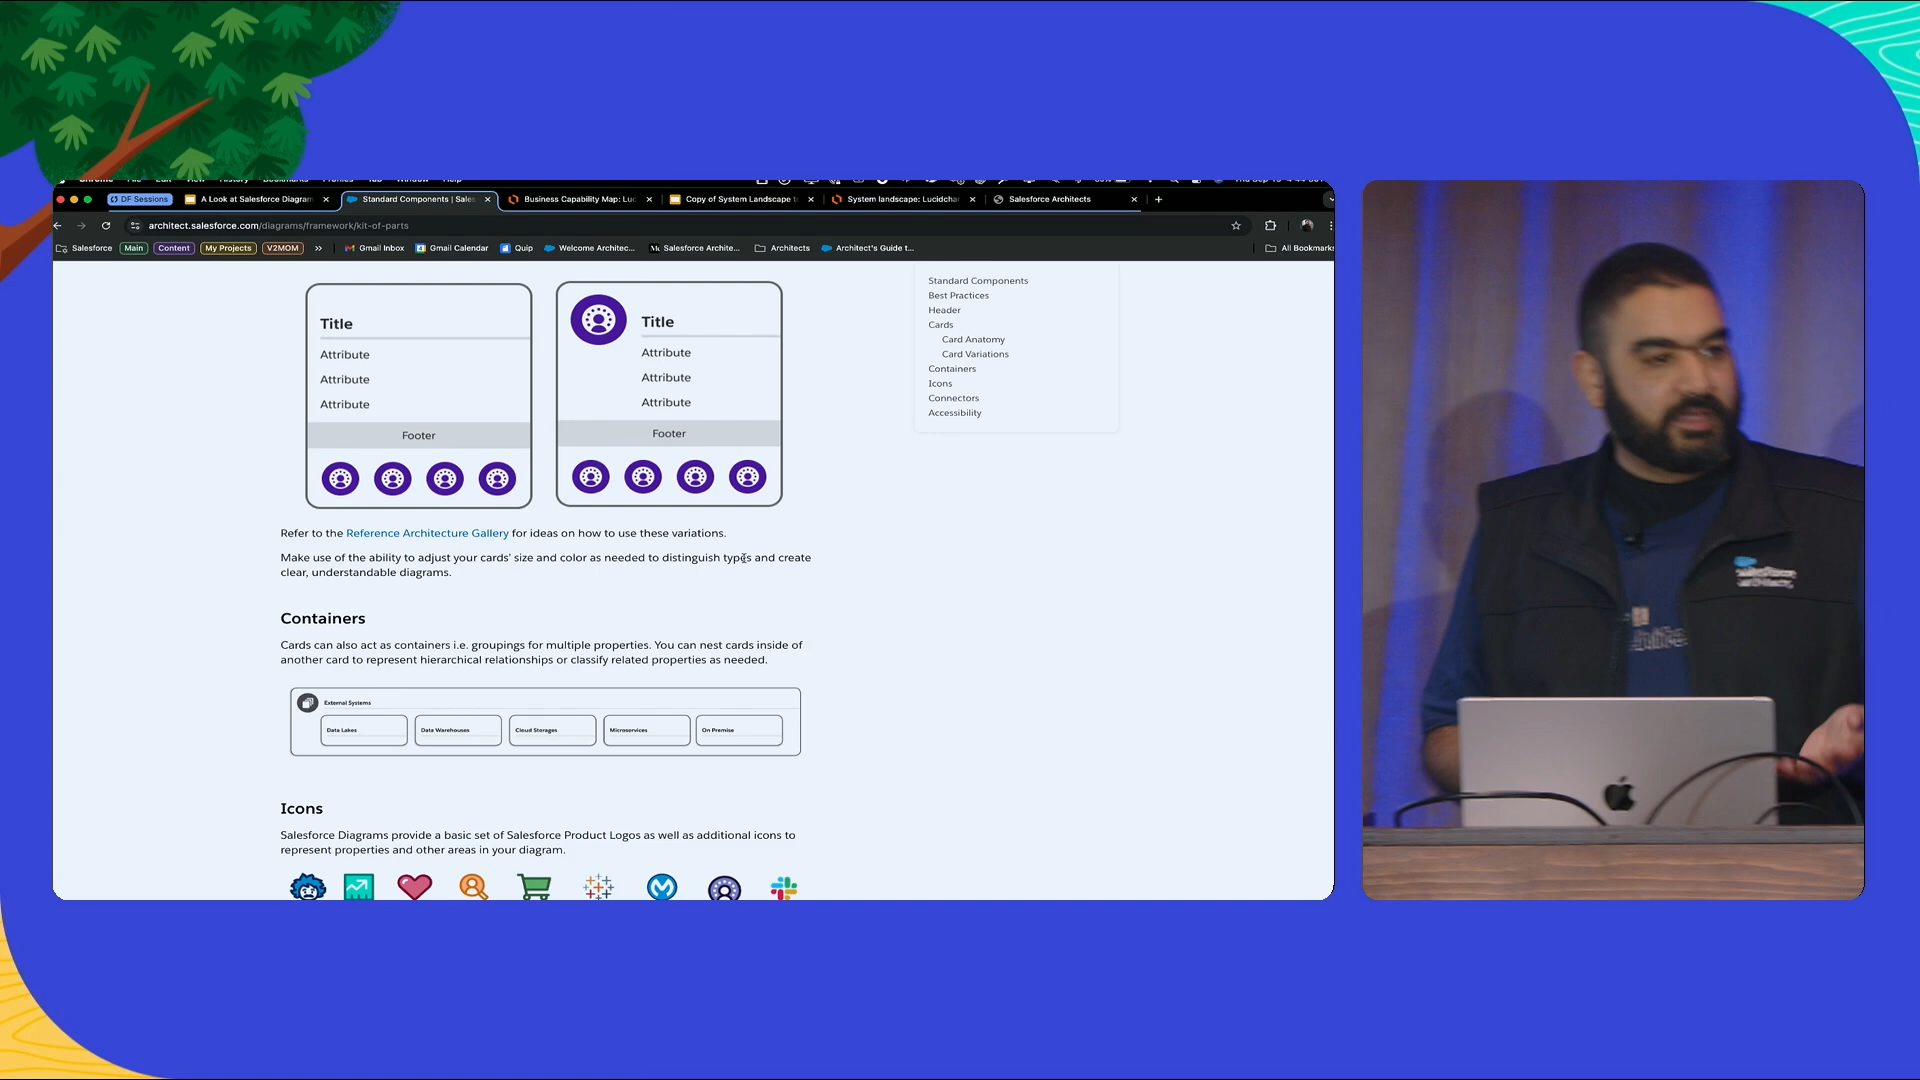 DF Sessions
A Look at Salesforce Diagram
Standard Components | Sales
Business Capability Map: Luc
Copy of System Landscape t
System landscape: Lucidchar
Salesforce Architects
architect.salesforce.com/diagrams/framework/kit-of-parts
Salesforce
Main
Content
My Projects
V2MOM
Gmail Inbox
Gmail Calendar
Quip
Welcome Architec...
Salesforce Archite...
Architects
Architect's Guide t...
All Bookmarks
Title
Attribute
Attribute
Attribute
Footer
Title
Attribute
Attribute
Attribute
Footer
Standard Components
Best Practices
Header
Cards
Card Anatomy
Card Variations
Containers
Icons
Connectors
Accessibility
Refer to the Reference Architecture Gallery for ideas on how to use these variations.
Make use of the ability to adjust your cards' size and color as needed to distinguish types and create
clear, understandable diagrams.
Containers
Cards can also act as containers i.e. groupings for multiple properties. You can nest cards inside of
another card to represent hierarchical relationships or classify related properties as needed.
External Systems
Data Lakes
Data Warehouses
Cloud Storages
Microservices
On Premise
Icons
Salesforce Diagrams provide a basic set of Salesforce Product Logos as well as additional icons to
represent properties and other areas in your diagram.